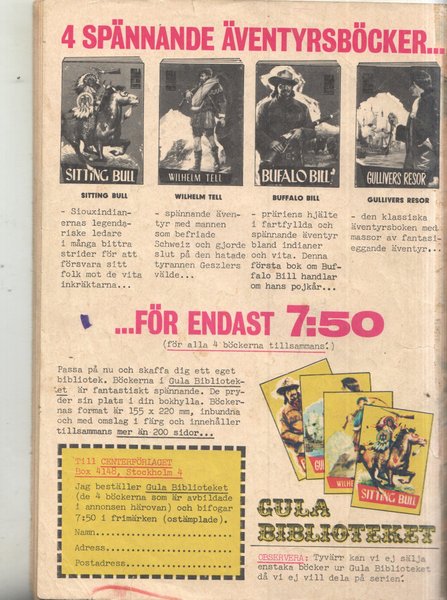 4 SPÄNNANDE ÄVENTYRSBÖCKER...
SITTING BULL
WILHELM TELL
BUFALO BILL
GULLIVERS RESOR
SITTING BULL
WILHELM TELL
BUFFALO BILL
GULLIVERS RESOR
- Siouxindian-
ernas legenda-
riske ledare
i många bittra
strider för att
försvara sitt
folk mot de vita
inkräktarna...
- spännande även-
tyr med mannen
som befriade
Schweiz och gjorde
slut på den hatade
tyrannen Geszlers
välde...
- präriens hjälte
i fartfyllda och
spännande äventyr
bland indianer
och vita. Denna
första bok om Buf-
falo Bill handlar
om hans pojkår...
- den klassiska
äventyrsboken med
massor av fantasi-
eggande äventyr...
...FÖR ENDAST 7:50
(för alla 4 böckerna tillsammans!)
Passa på nu och skaffa dig ett eget
bibliotek. Böckerna i Gula Bibliotek-
et är fantastiskt spännande. De pry-
der sin plats i din bokhylla. Böcker-
nas format är 155 x 220 mm, inbundna
och med omslag i färg och innehåller
tillsammans mer än 200 sidor...
Till CENTERFÖRLAGET
Box 4148, Stockholm 4
Jag beställer Gula Biblioteket
(de 4 böckerna som är avbildade
i annonsen härovan) och bifogar
7:50 i frimärken (ostämplade).
Namn...........................
Adress.........................
Postadress.....................
SITTING BULL
GULA
BIBLIOTEKET
OBSERVERA: Tyvärr kan vi ej sälja
enstaka böcker ur Gula Biblioteket
då vi ej vill dela på serien!